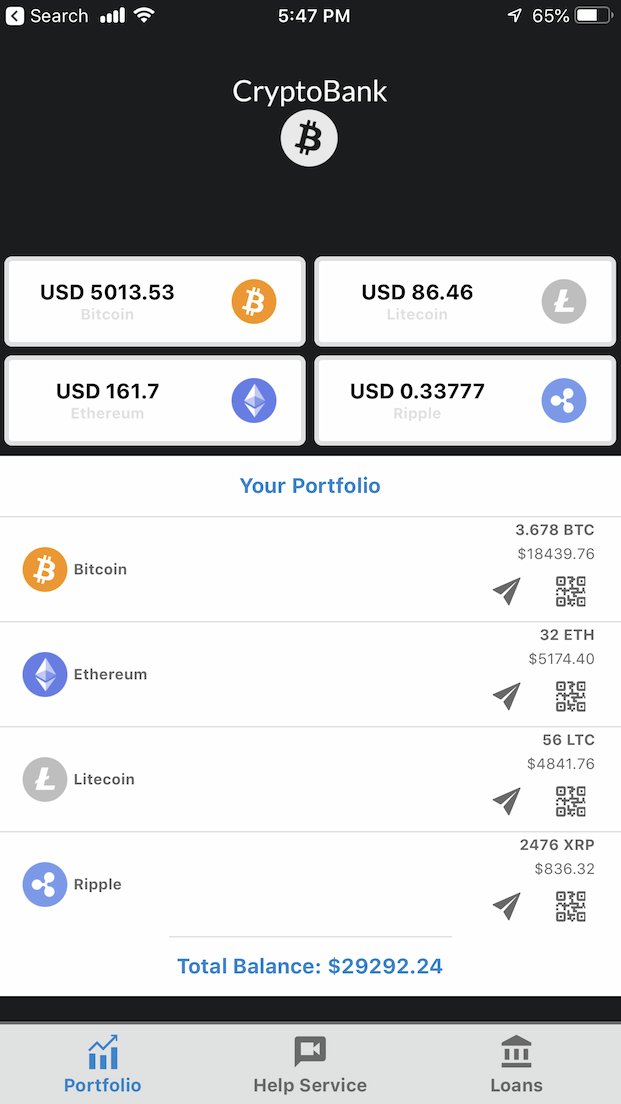 Search 5:47 PM 65%
CryptoBank
USD 5013.53
Bitcoin
USD 86.46
Litecoin
USD 161.7
Ethereum
USD 0.33777
Ripple
Your Portfolio
3.678 BTC
$18439.76
Bitcoin
32 ETH
$5174.40
Ethereum
56 LTC
$4841.76
Litecoin
2476 XRP
$836.32
Ripple
Total Balance: $29292.24
Portfolio Help Service Loans